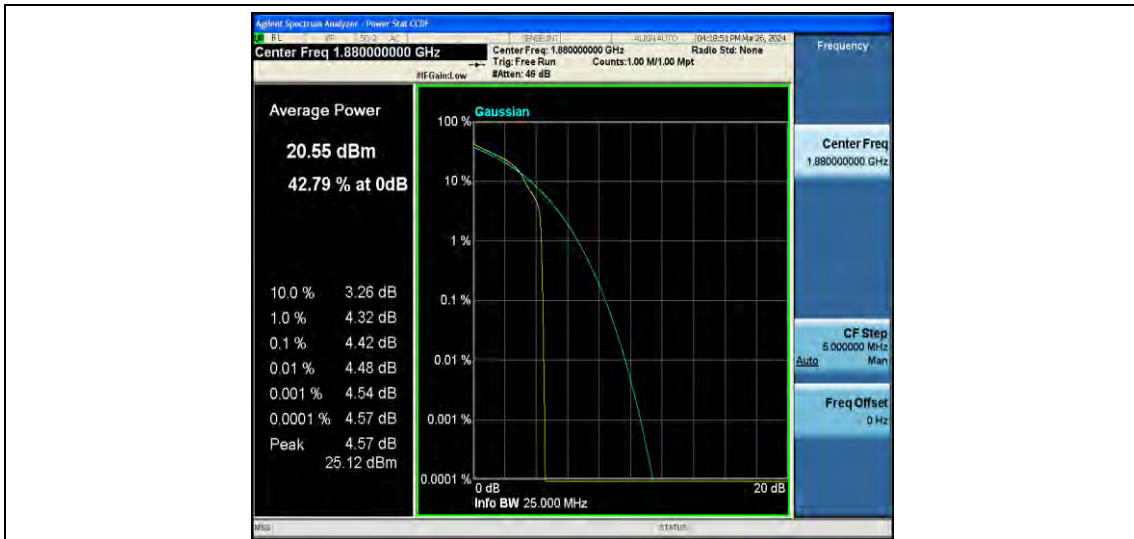 Agilent Spectrum Analyzer - Power Stat CCDF
RL RF 50 Ω AC SENSE:INT ALIGN AUTO 04:18:51 PM Mar 26, 2024
Center Freq 1.880000000 GHz
Center Freq: 1.880000000 GHz Radio Std: None
Trig: Free Run Counts:1.00 M/1.00 Mpt
#IFGain:Low #Atten: 46 dB
Frequency
Average Power
20.55 dBm
42.79 % at 0dB
10.0 % 3.26 dB
1.0 % 4.32 dB
0.1 % 4.42 dB
0.01 % 4.48 dB
0.001 % 4.54 dB
0.0001 % 4.57 dB
Peak 4.57 dB
25.12 dBm
Gaussian
100 %
10 %
1 %
0.1 %
0.01 %
0.001 %
0.0001 %
0 dB 20 dB
Info BW 25.000 MHz
Center Freq
1.880000000 GHz
CF Step
5.000000 MHz
Auto Man
Freq Offset
0 Hz
MSG STATUS